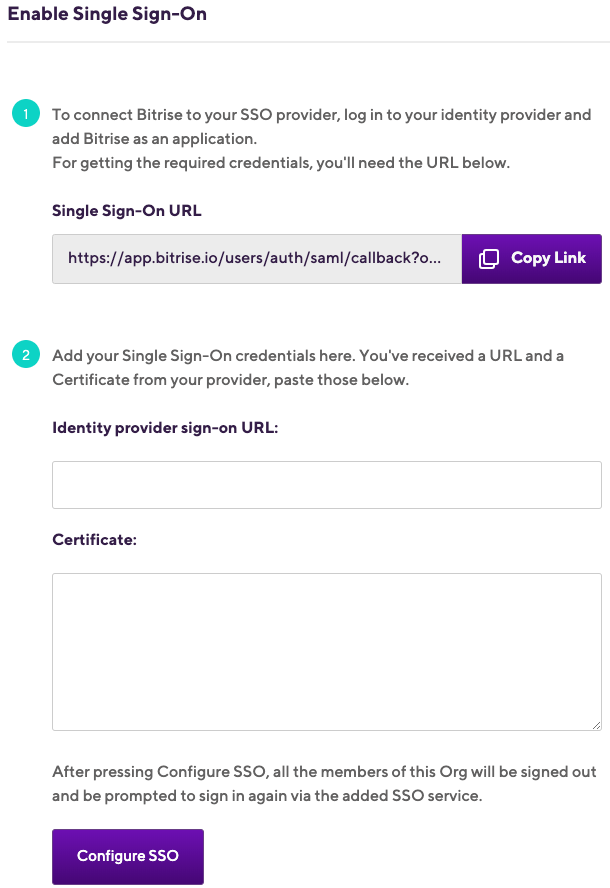 Enable Single Sign-On
1
To connect Bitrise to your SSO provider, log in to your identity provider and
add Bitrise as an application.
For getting the required credentials, you'll need the URL below.
Single Sign-On URL
https://app.bitrise.io/users/auth/saml/callback?o...
Copy Link
2
Add your Single Sign-On credentials here. You've received a URL and a
Certificate from your provider, paste those below.
Identity provider sign-on URL:
Certificate:
After pressing Configure SSO, all the members of this Org will be signed out
and be prompted to sign in again via the added SSO service.
Configure SSO